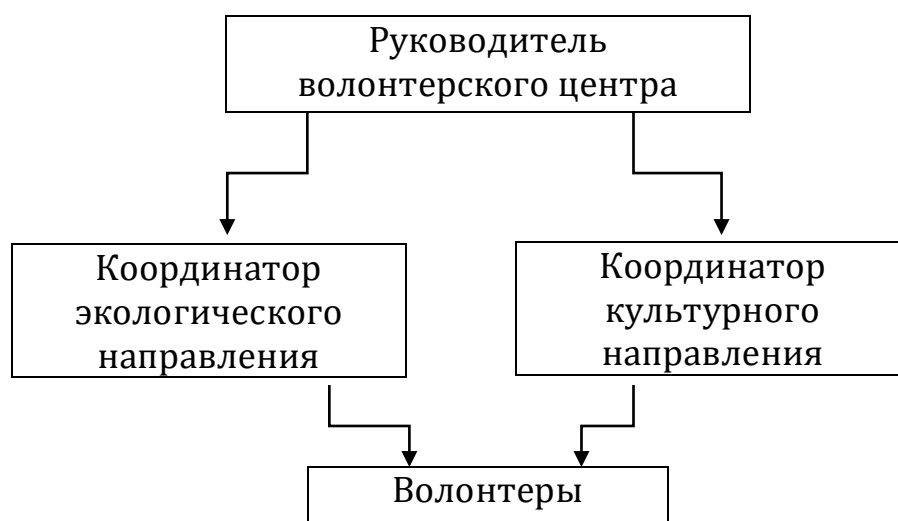 Руководитель
волонтерского центра
Координатор
экологического
направления
Координатор
культурного
направления
Волонтеры